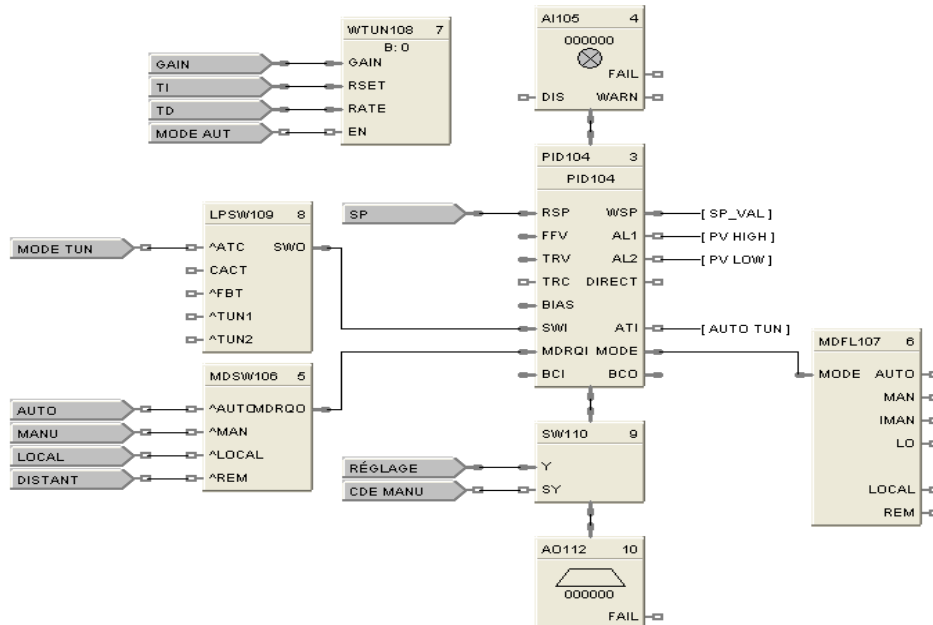 WTUN108 7
B: 0
GAIN GAIN
TI RSET
TD RATE
MODE AUT EN
AI105 4
000000
FAIL
DIS WARN
PID104 3
PID104
SP RSP WSP [ SP_VAL ]
FFV AL1 [ PV HIGH ]
TRV AL2 [ PV LOW ]
TRC DIRECT
BIAS
SWI ATI [ AUTO TUN ]
MDRQI MODE
BCI BCO
LPSW109 8
MODE TUN ^ATC SWO
CACT
^FBT
^TUN1
^TUN2
MDSW106 5
AUTO ^AUTO MDRQO
MANU ^MAN
LOCAL ^LOCAL
DISTANT ^REM
MDFL107 6
MODE AUTO
MAN
IMAN
LO
LOCAL
REM
SW110 9
RÉGLAGE Y
CDE MANU SY
AO112 10
000000
FAIL